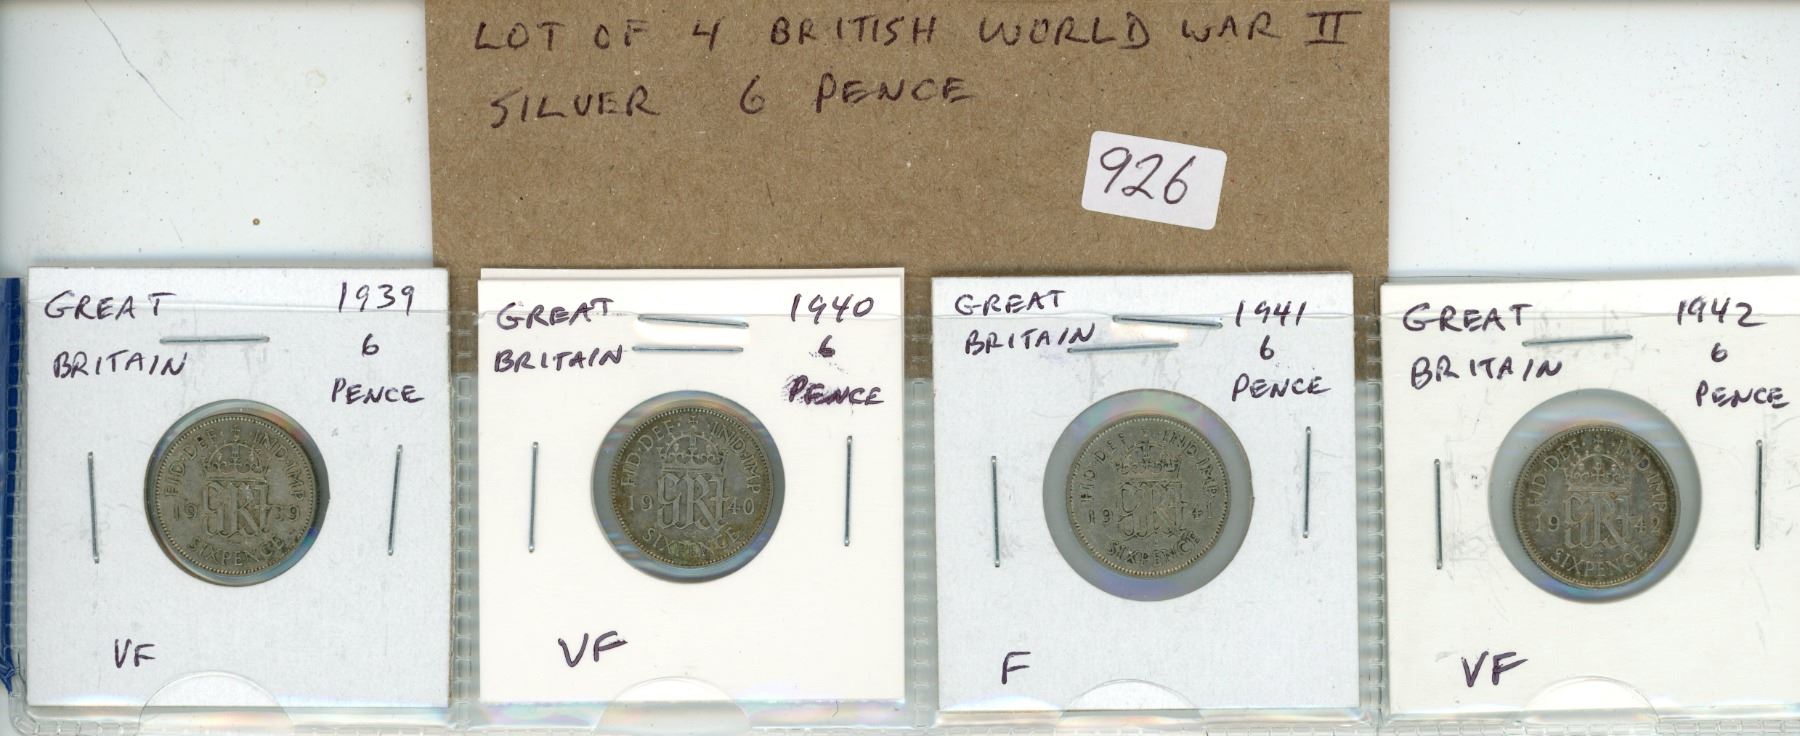 LOT OF 4 BRITISH WORLD WAR II
SILVER 6 PENCE
926
GREAT 1939
BRITAIN 6
PENCE
FID·DEF IND·IMP
19 39
SIXPENCE
VF
GREAT 1940
BRITAIN 6
PENCE
FID·DEF: IND·IMP
19 40
SIXPENCE
VF
GREAT 1941
BRITAIN 6
PENCE
FID·DEF IND·IMP
19 41
SIXPENCE
F
GREAT 1942
BRITAIN 6
PENCE
FID·DEF: IND·IMP
19 42
SIXPENCE
VF